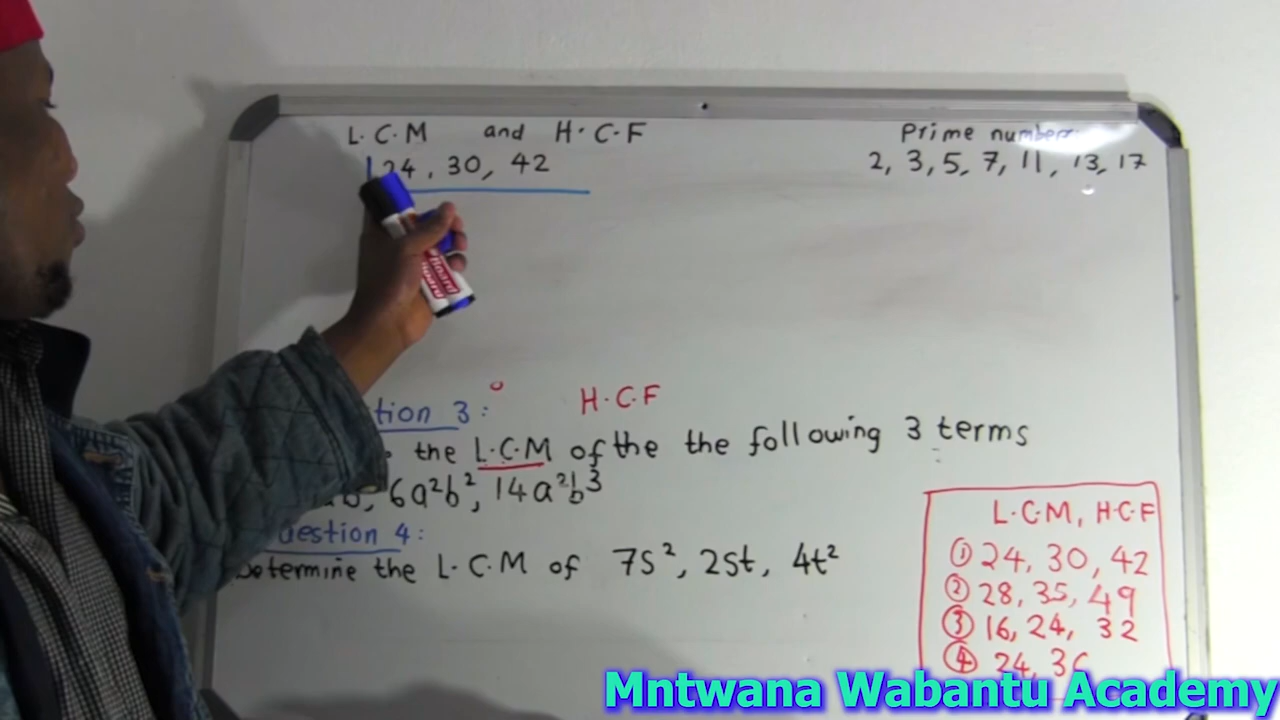 L.C.M and H.C.F
24, 30, 42
Prime number
2, 3, 5, 7, 11, 13, 17
tion 3: H.C.F
the L.C.M of the the following 3 terms
6a²b², 14a²b³
uestion 4:
Determine the L.C.M of 7s², 2st, 4t²
L.C.M, H.C.F
① 24, 30, 42
② 28, 35, 49
③ 16, 24, 32
④ 24, 36
Mntwana Wabantu Academy